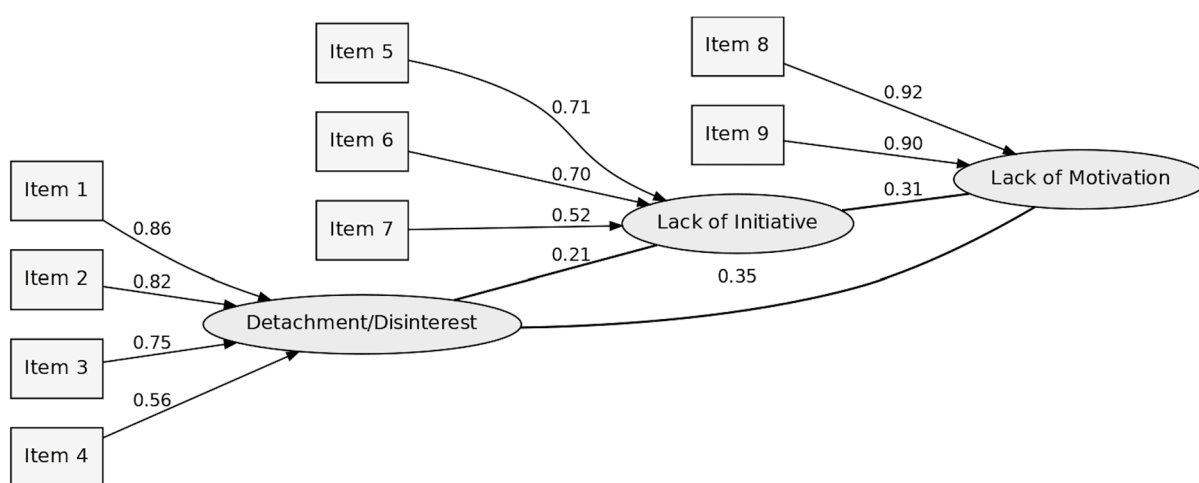 Item 1
Item 2
Item 3
Item 4
0.86
0.82
0.75
0.56
Detachment/Disinterest
Item 5
Item 6
Item 7
0.71
0.70
0.52
0.21
Lack of Initiative
0.35
Item 8
Item 9
0.92
0.90
0.31
Lack of Motivation